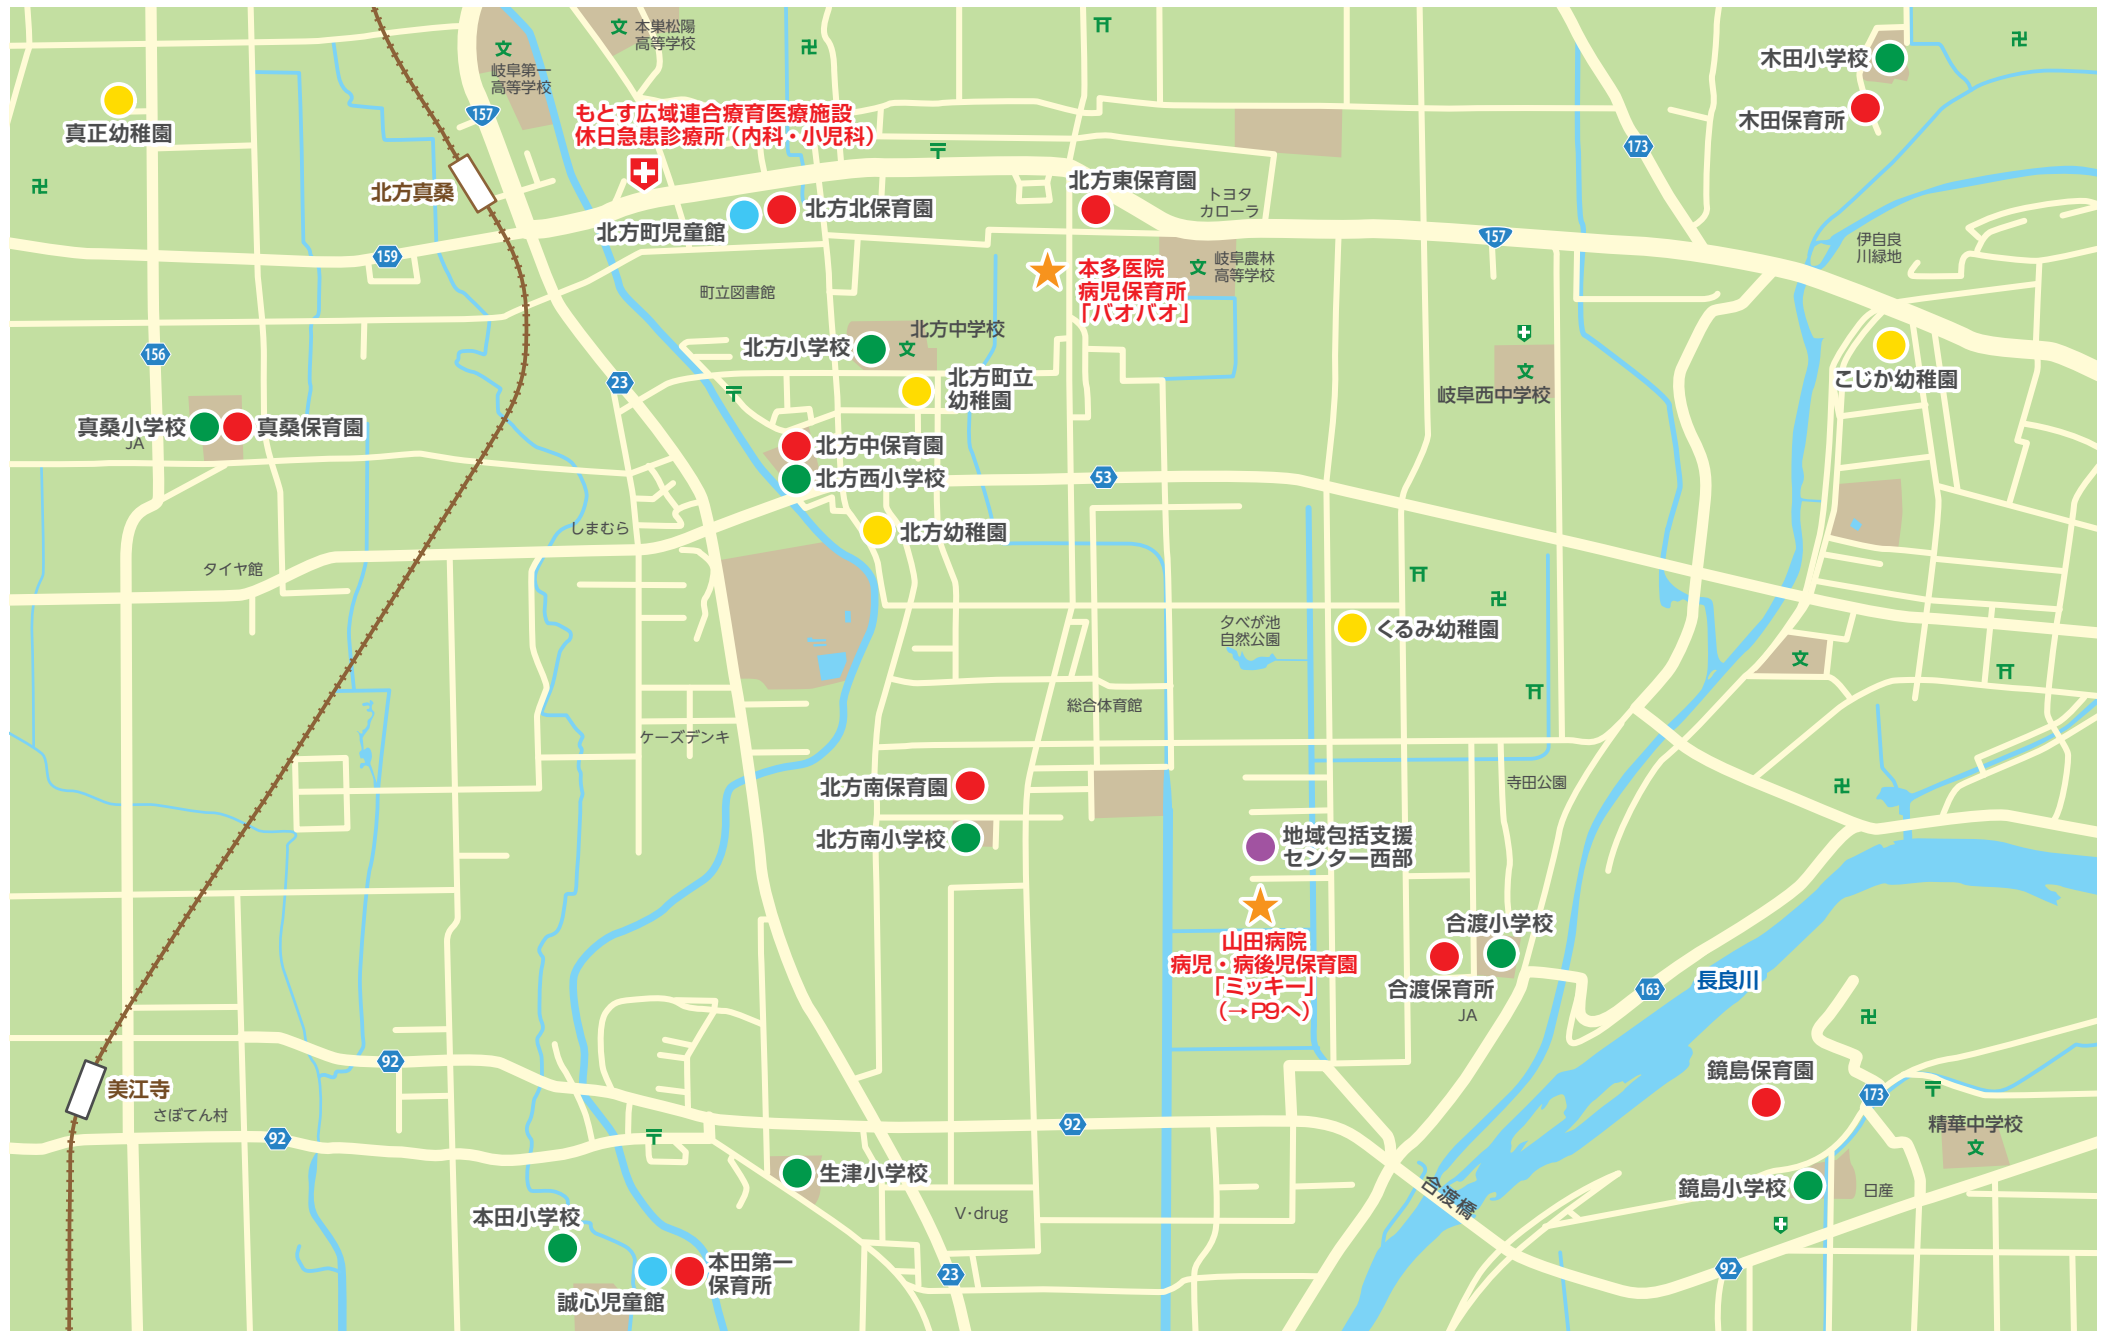 本巣松陽
高等学校
岐阜第一
高等学校
木田小学校
木田保育所
真正幼稚園
157
もとす広域連合療育医療施設
休日急患診療所（内科・小児科）
173
北方真桑
北方東保育園
トヨタ
カローラ
北方北保育園
北方町児童館
157
159
伊自良
川緑地
岐阜農林
高等学校
本多医院
病児保育所
「バオバオ」
町立図書館
北方中学校
北方小学校
156
23
北方町立
幼稚園
岐阜西中学校
こじか幼稚園
真桑小学校
真桑保育園
JA
北方中保育園
北方西小学校
53
しまむら
北方幼稚園
タイヤ館
夕べが池
自然公園
くるみ幼稚園
総合体育館
ケーズデンキ
北方南保育園
寺田公園
北方南小学校
地域包括支援
センター西部
合渡小学校
山田病院
病児・病後児保育園
「ミッキー」
（→P9へ）
合渡保育所
JA
163
長良川
92
美江寺
さぼてん村
92
92
鏡島保育園
173
精華中学校
生津小学校
鏡島小学校
日産
合渡橋
本田小学校
V・drug
本田第一
保育所
誠心児童館
23
92